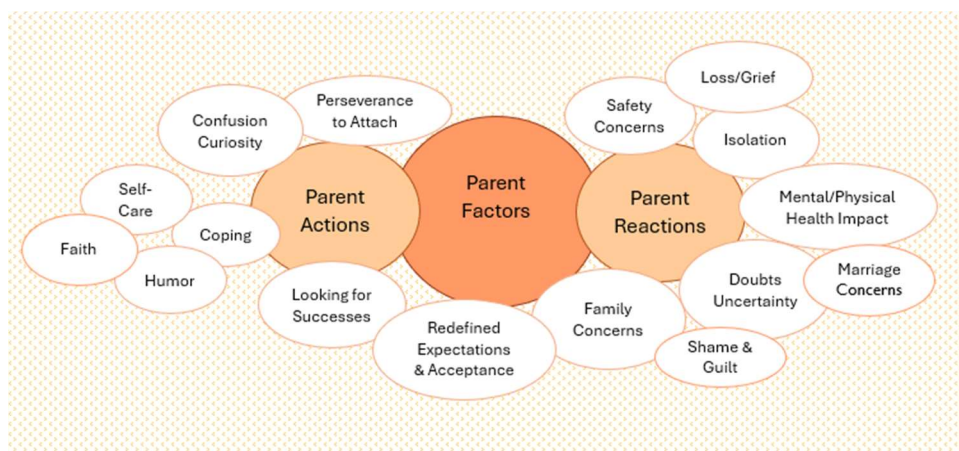 Loss/Grief
Perseverance
to Attach
Safety
Concerns
Confusion
Curiosity
Isolation
Parent
Factors
Self-
Care
Parent
Actions
Parent
Reactions
Mental/Physical
Health Impact
Faith
Coping
Humor
Looking for
Successes
Doubts
Uncertainty
Marriage
Concerns
Family
Concerns
Redefined
Expectations
& Acceptance
Shame &
Guilt